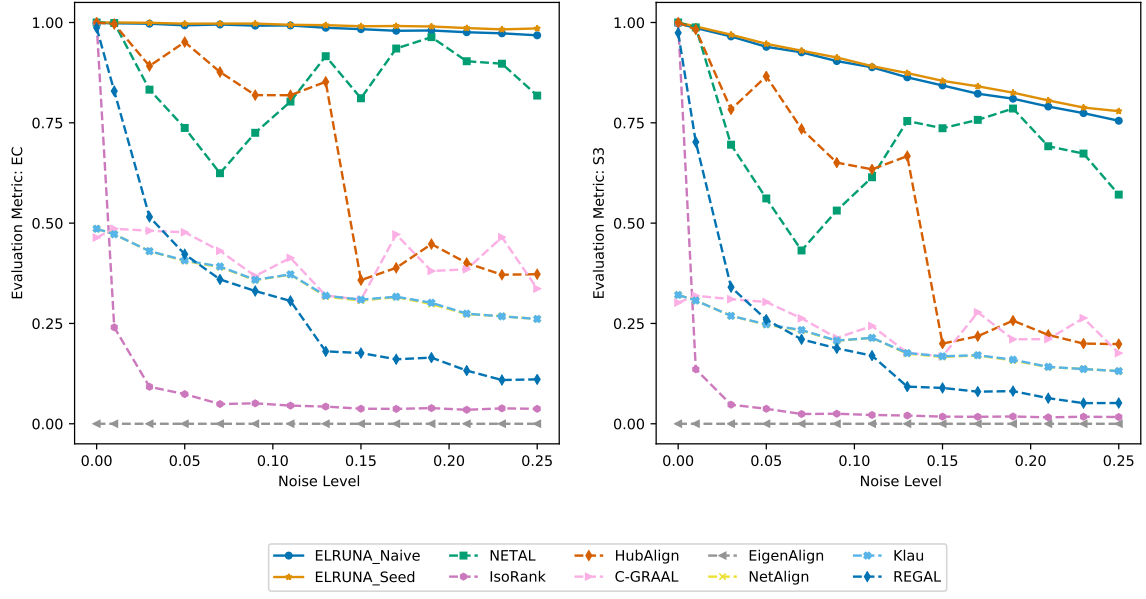 1.00
0.75
0.50
0.25
0.00
Evaluation Metric: EC
0.00 0.05 0.10 0.15 0.20 0.25
Noise Level
1.00
0.75
0.50
0.25
0.00
Evaluation Metric: S3
0.00 0.05 0.10 0.15 0.20 0.25
Noise Level
ELRUNA_Naive NETAL HubAlign EigenAlign Klau
ELRUNA_Seed IsoRank C-GRAAL NetAlign REGAL